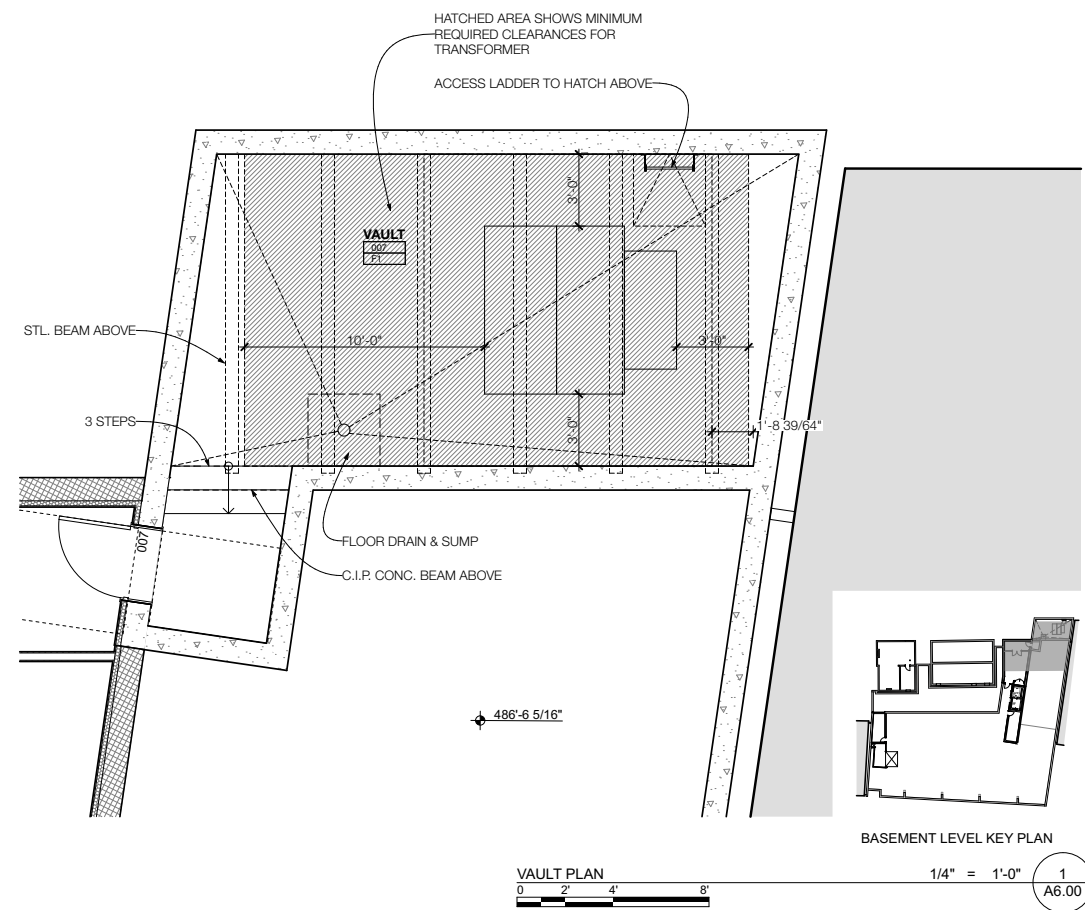 HATCHED AREA SHOWS MINIMUM
REQUIRED CLEARANCES FOR
TRANSFORMER
ACCESS LADDER TO HATCH ABOVE
3'-0"
VAULT
007
F1
STL. BEAM ABOVE
10'-0"
3'-0"
3 STEPS
3'-0"
1'-8 39/64"
007
FLOOR DRAIN & SUMP
C.I.P. CONC. BEAM ABOVE
486'-6 5/16"
BASEMENT LEVEL KEY PLAN
VAULT PLAN
1/4" = 1'-0"
1
A6.00
0 2' 4' 8'